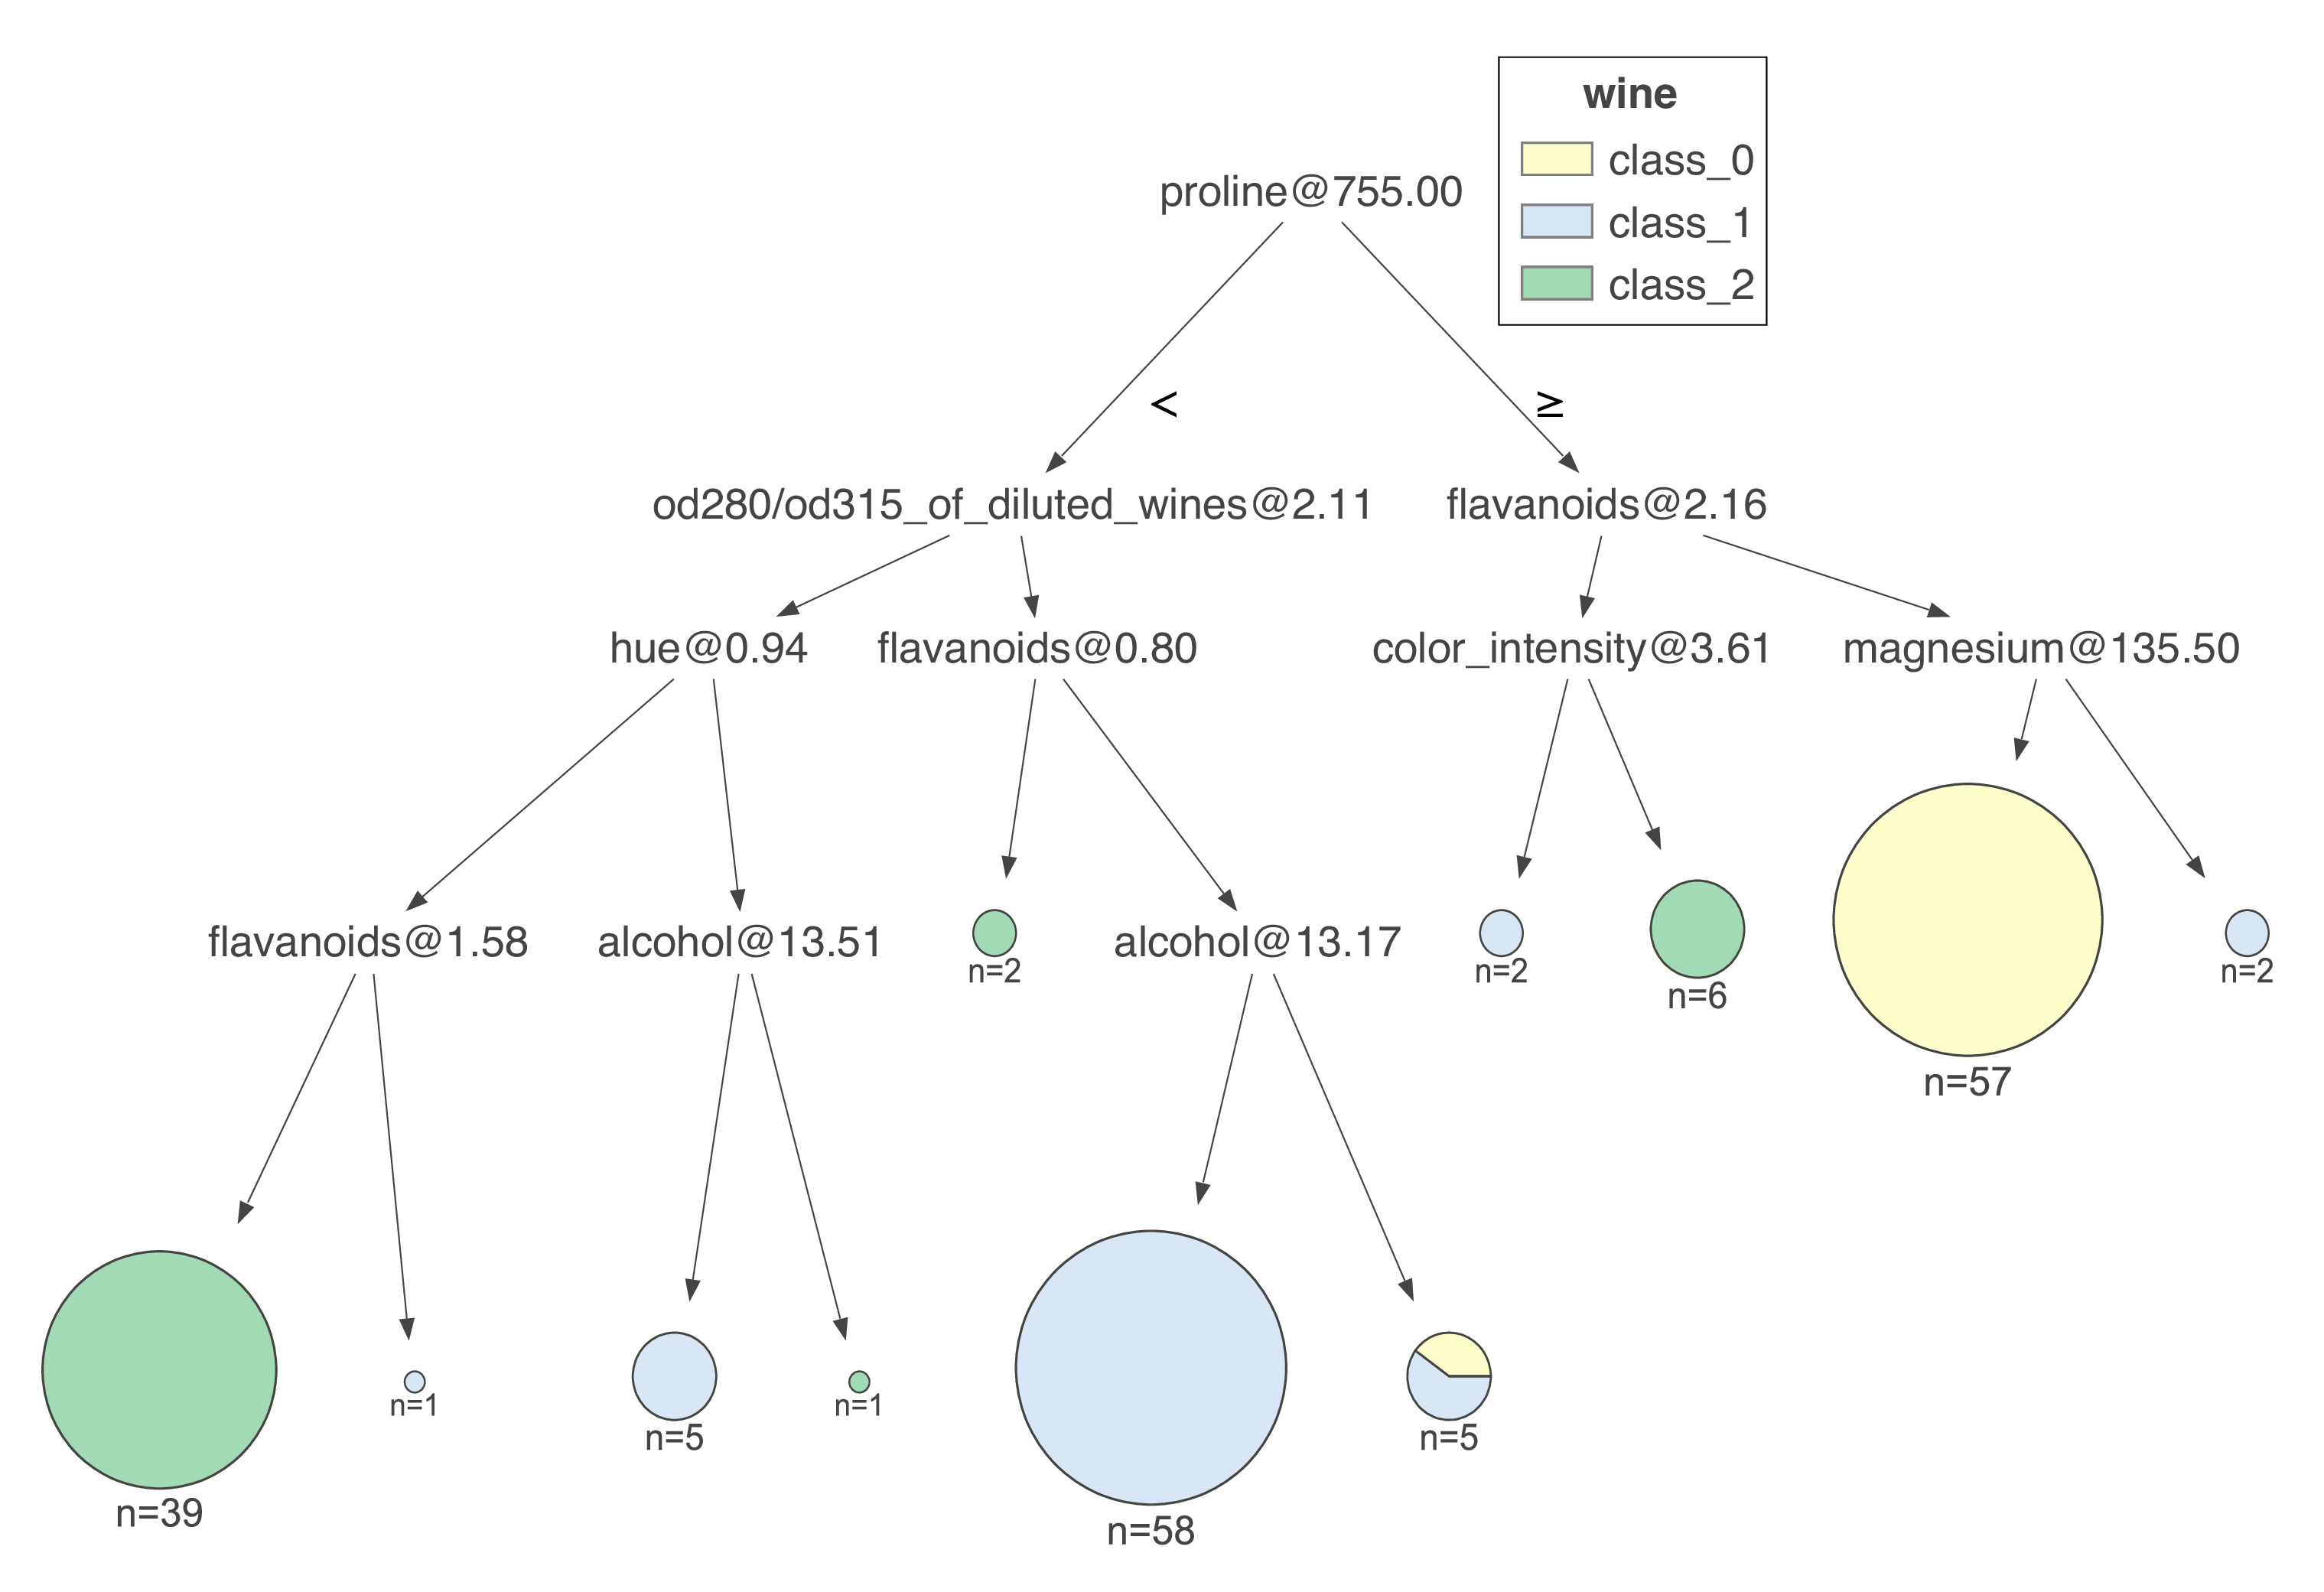 wine
class_0
class_1
class_2
proline@755.00
<
≥
od280/od315_of_diluted_wines@2.11
flavanoids@2.16
hue@0.94
flavanoids@0.80
color_intensity@3.61
magnesium@135.50
flavanoids@1.58
alcohol@13.51
n=2
alcohol@13.17
n=2
n=6
n=57
n=2
n=39
n=1
n=5
n=1
n=58
n=5